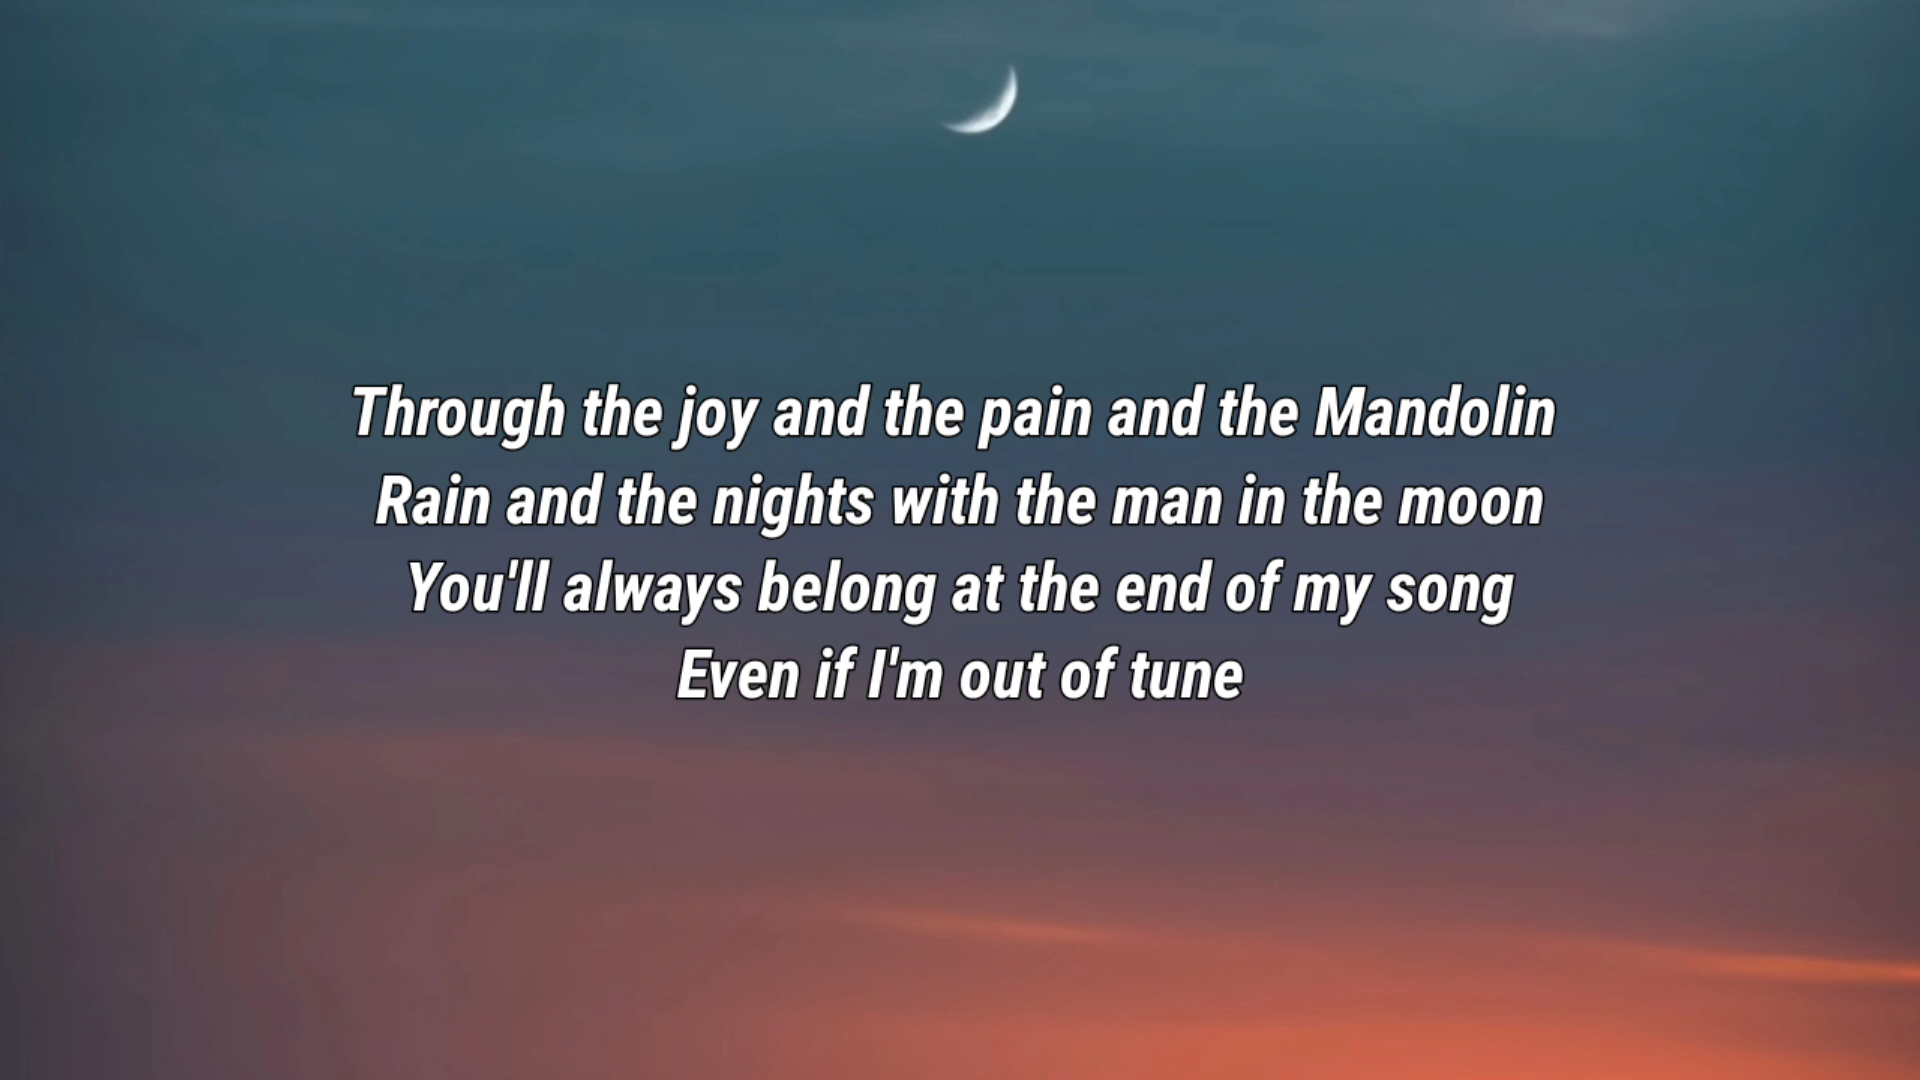 Through the joy and the pain and the Mandolin
Rain and the nights with the man in the moon
You'll always belong at the end of my song
Even if I'm out of tune